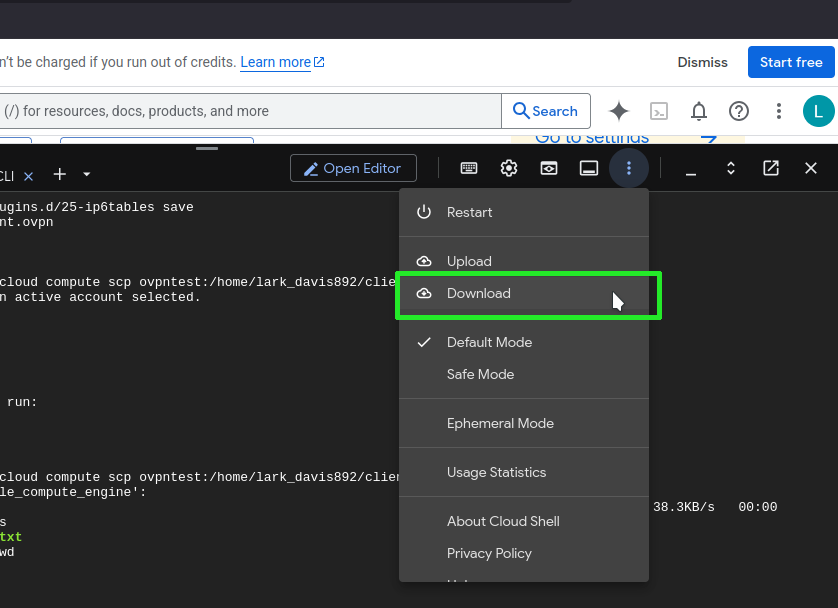 n't be charged if you run out of credits. Learn more
Dismiss
Start free
(/) for resources, docs, products, and more
Search
L
Go to settings
CLI
Open Editor
ugins.d/25-ip6tables save
nt.ovpn
cloud compute scp ovpntest:/home/lark_davis892/clie
n active account selected.
run:
cloud compute scp ovpntest:/home/lark_davis892/clien
le_compute_engine':
38.3KB/s 00:00
s
txt
wd
Restart
Upload
Download
Default Mode
Safe Mode
Ephemeral Mode
Usage Statistics
About Cloud Shell
Privacy Policy